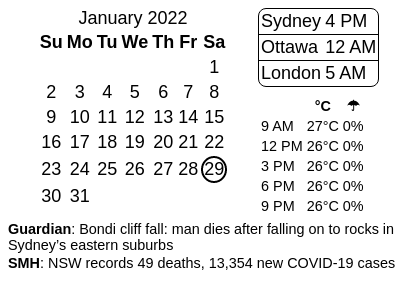 January 2022
Su Mo Tu We Th Fr Sa
1
2 3 4 5 6 7 8
9 10 11 12 13 14 15
16 17 18 19 20 21 22
23 24 25 26 27 28 29
30 31
Sydney 4 PM
Ottawa 12 AM
London 5 AM
°C ☂
9 AM 27°C 0%
12 PM 26°C 0%
3 PM 26°C 0%
6 PM 26°C 0%
9 PM 26°C 0%
Guardian: Bondi cliff fall: man dies after falling on to rocks in
Sydney’s eastern suburbs
SMH: NSW records 49 deaths, 13,354 new COVID-19 cases